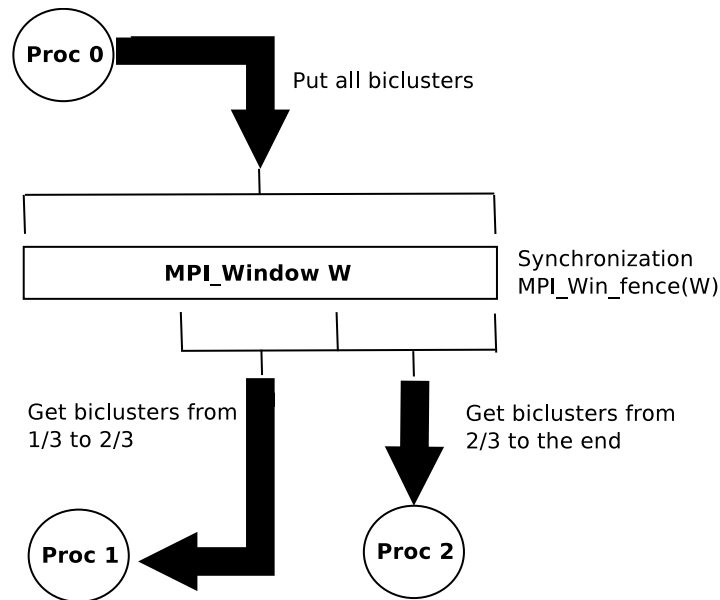 Proc 0
Put all biclusters
MPI_Window W
Synchronization
MPI_Win_fence(W)
Get biclusters from
1/3 to 2/3
Get biclusters from
2/3 to the end
Proc 1
Proc 2